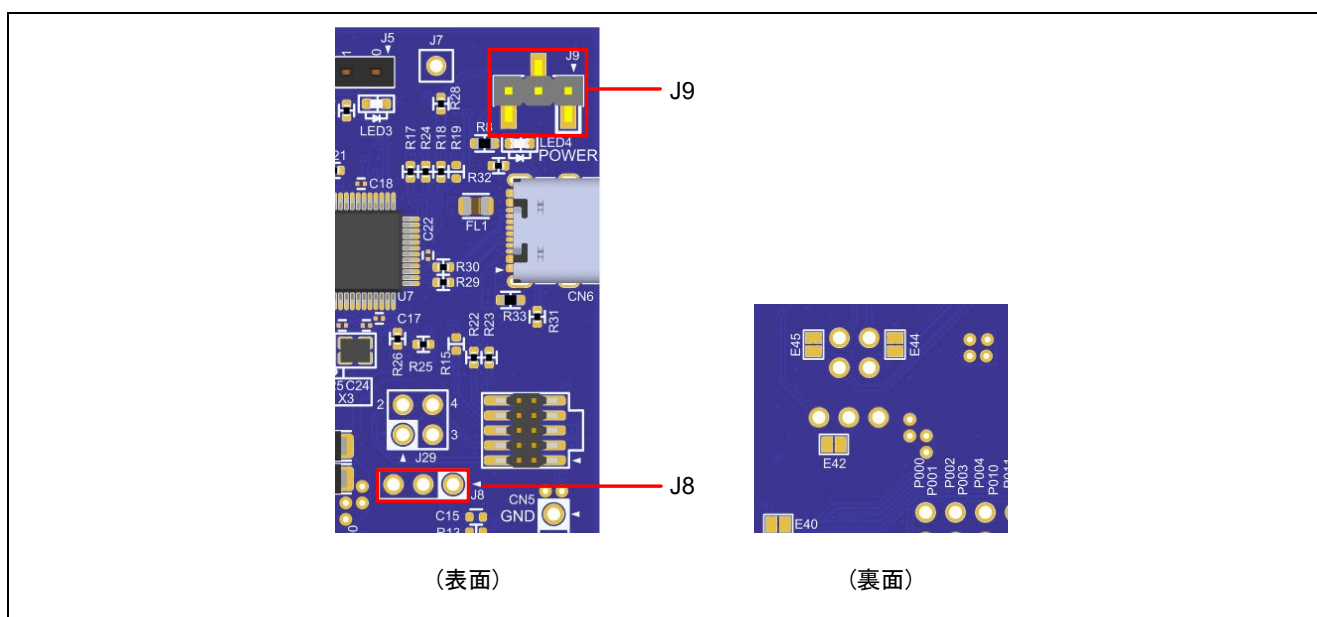 J5
1
0
J7
J9
J9
LED3
R28
R8
LED4
POWER
R17
R24
R18
R19
R32
C18
FL1
C22
R30
R29
U7
CN6
R33
R31
C17
R26
R25
R15
R22
R23
C24
X3
2
4
3
J29
J8
J8
CN5
GND
C15
E45
E44
E42
E40
P000
P001
P002
P003
P004
P010
(表面)
(裏面)